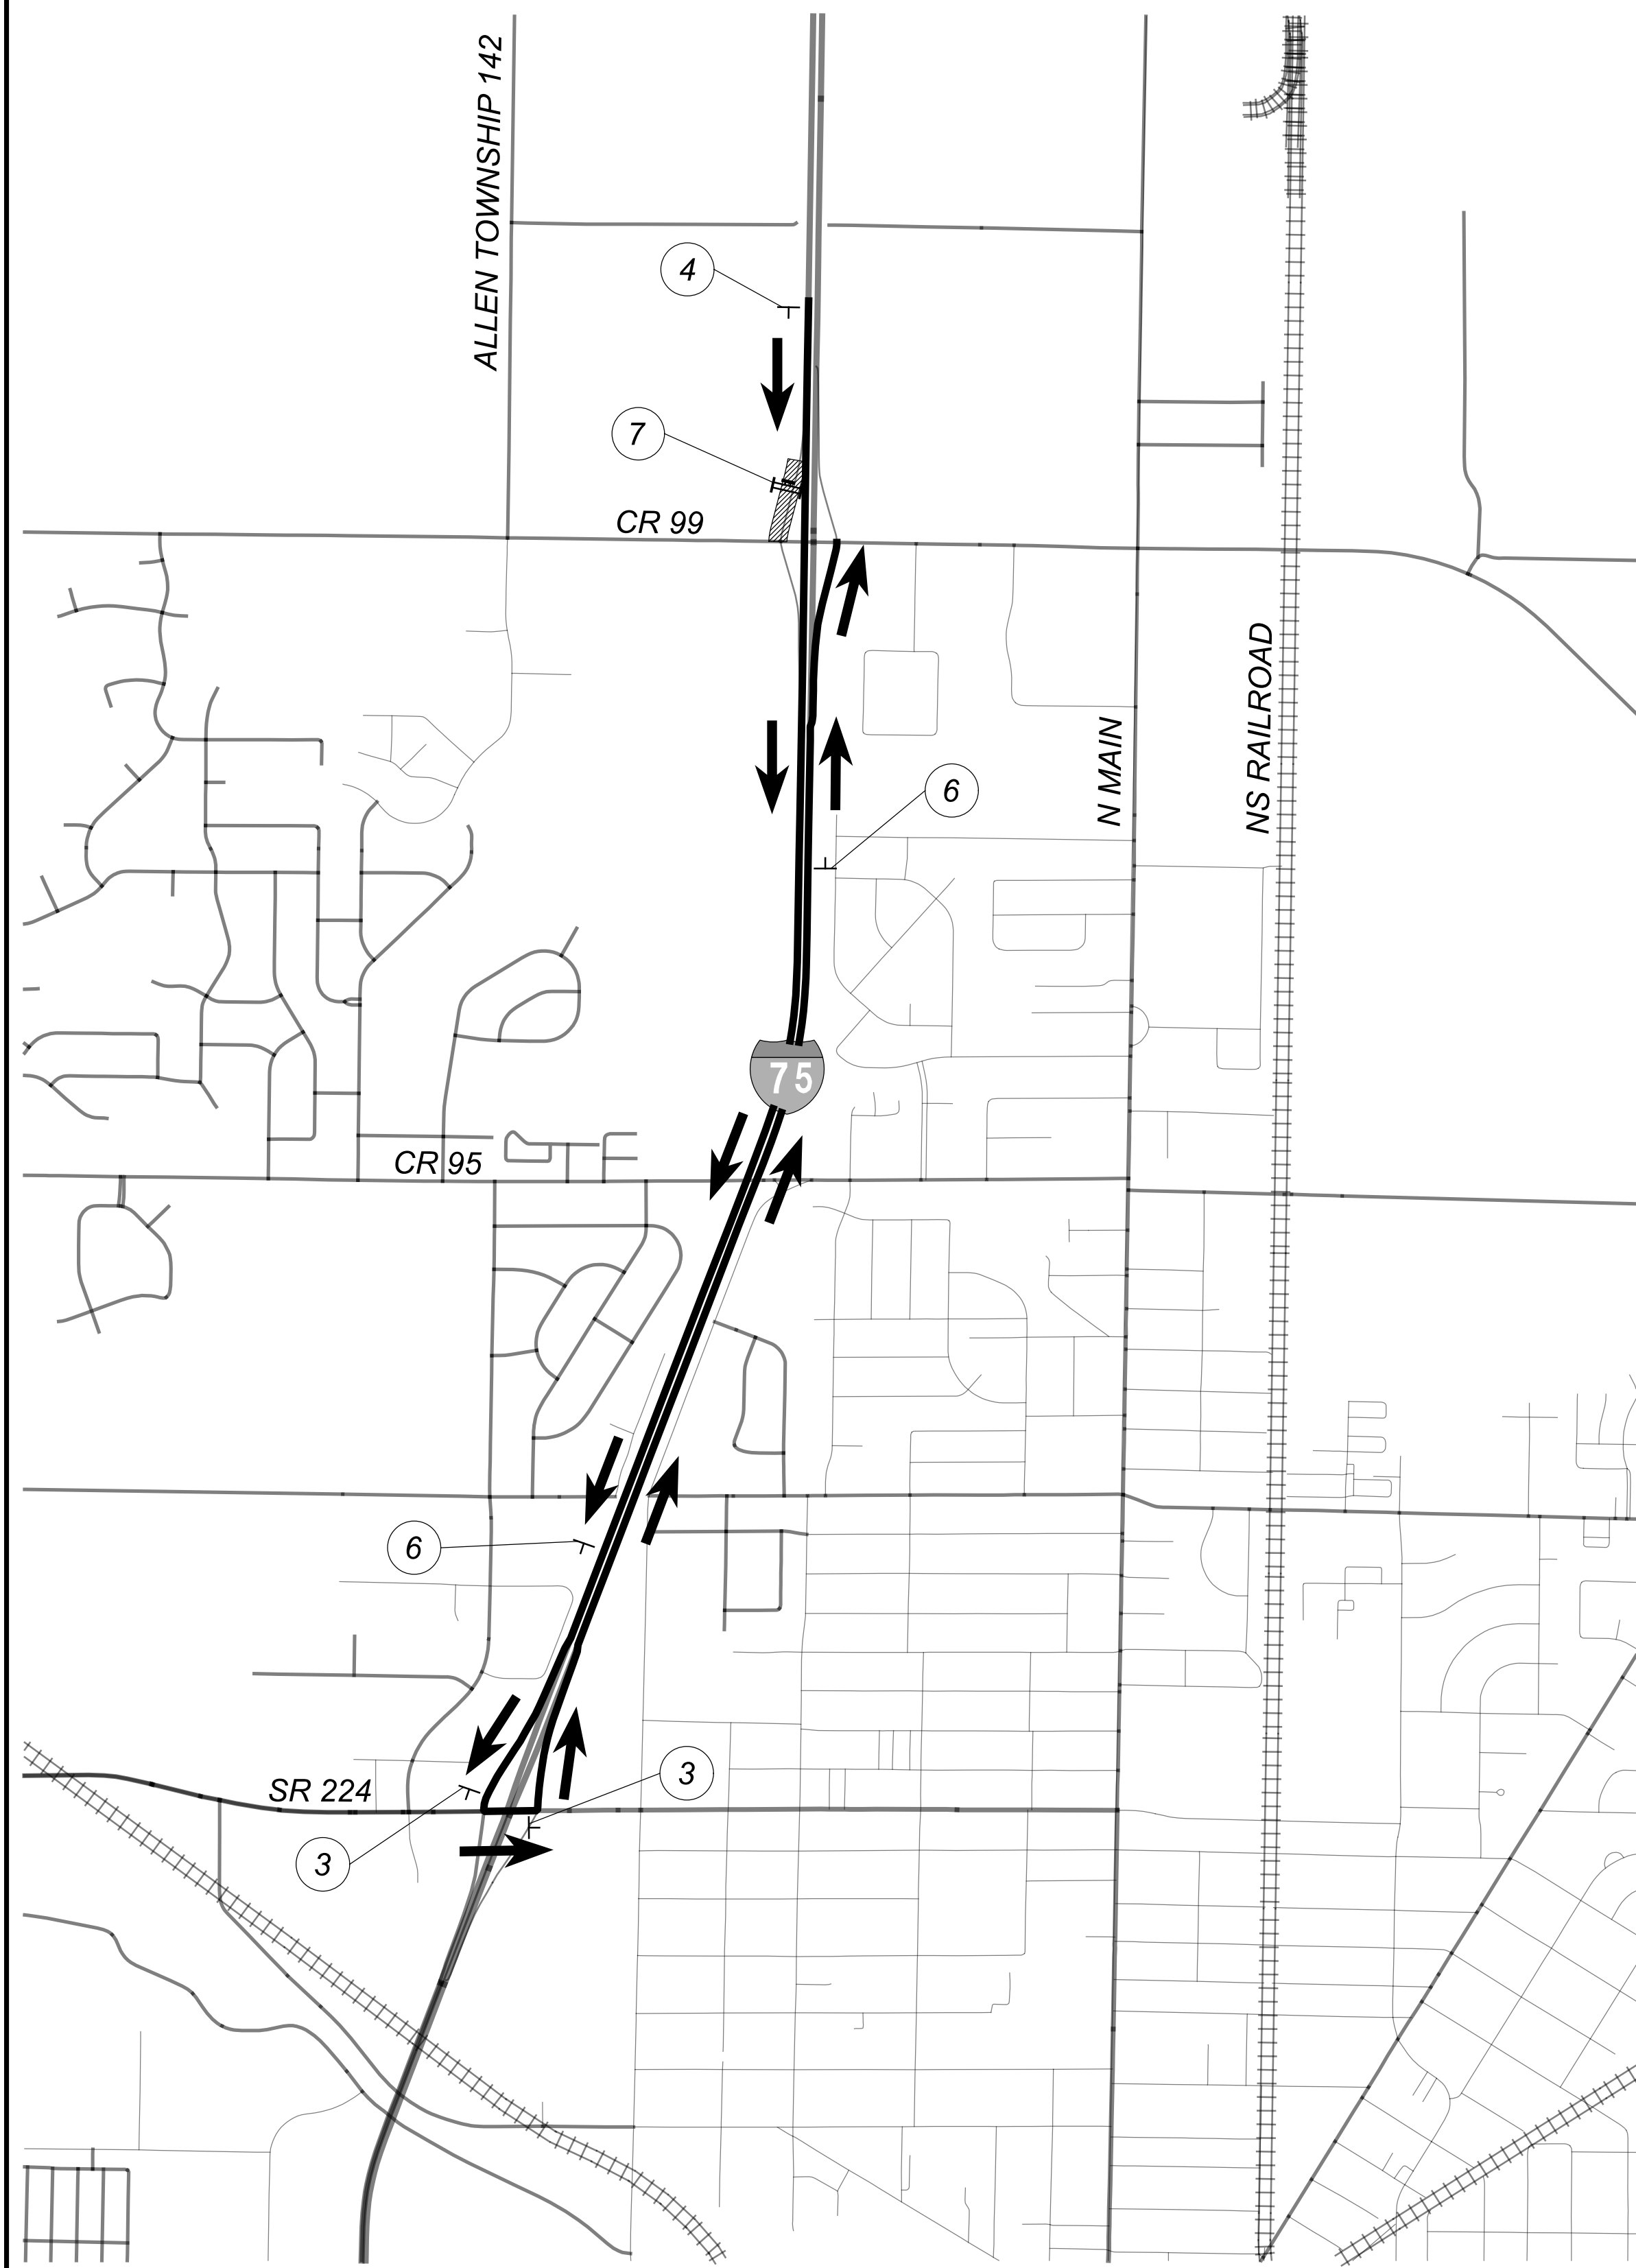 ALLEN TOWNSHIP 142
4
7
CR 99
NS RAILROAD
N MAIN
6
75
CR 95
6
3
SR 224
3